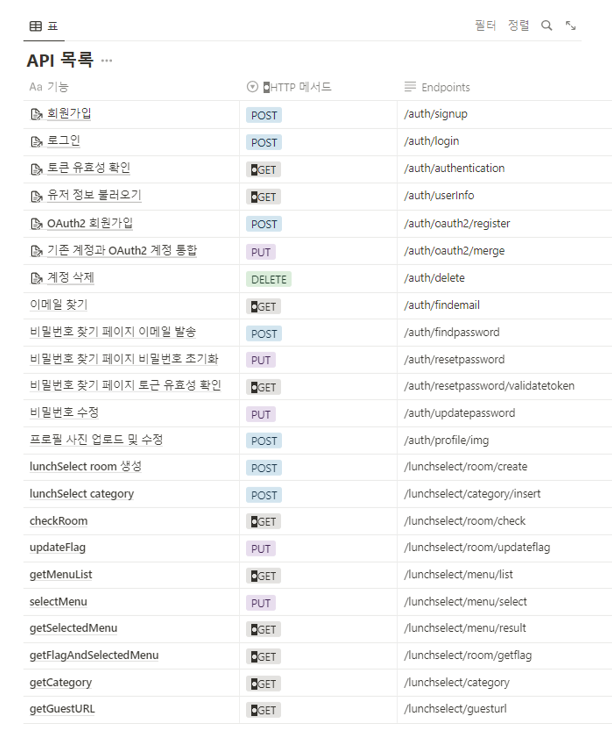 표 필터 정렬
API 목록 ···
Aa 기능 ◘HTTP 메서드 Endpoints
회원가입 POST /auth/signup
로그인 POST /auth/login
토큰 유효성 확인 ◘GET /auth/authentication
유저 정보 불러오기 ◘GET /auth/userInfo
OAuth2 회원가입 POST /auth/oauth2/register
기존 계정과 OAuth2 계정 통합 PUT /auth/oauth2/merge
계정 삭제 DELETE /auth/delete
이메일 찾기 ◘GET /auth/findemail
비밀번호 찾기 페이지 이메일 발송 POST /auth/findpassword
비밀번호 찾기 페이지 비밀번호 초기화 PUT /auth/resetpassword
비밀번호 찾기 페이지 토근 유효성 확인 ◘GET /auth/resetpassword/validatetoken
비밀번호 수정 PUT /auth/updatepassword
프로필 사진 업로드 및 수정 POST /auth/profile/img
lunchSelect room 생성 POST /lunchselect/room/create
lunchSelect category POST /lunchselect/category/insert
checkRoom ◘GET /lunchselect/room/check
updateFlag PUT /lunchselect/room/updateflag
getMenuList ◘GET /lunchselect/menu/list
selectMenu PUT /lunchselect/menu/select
getSelectedMenu ◘GET /lunchselect/menu/result
getFlagAndSelectedMenu ◘GET /lunchselect/room/getflag
getCategory ◘GET /lunchselect/category
getGuestURL ◘GET /lunchselect/guesturl